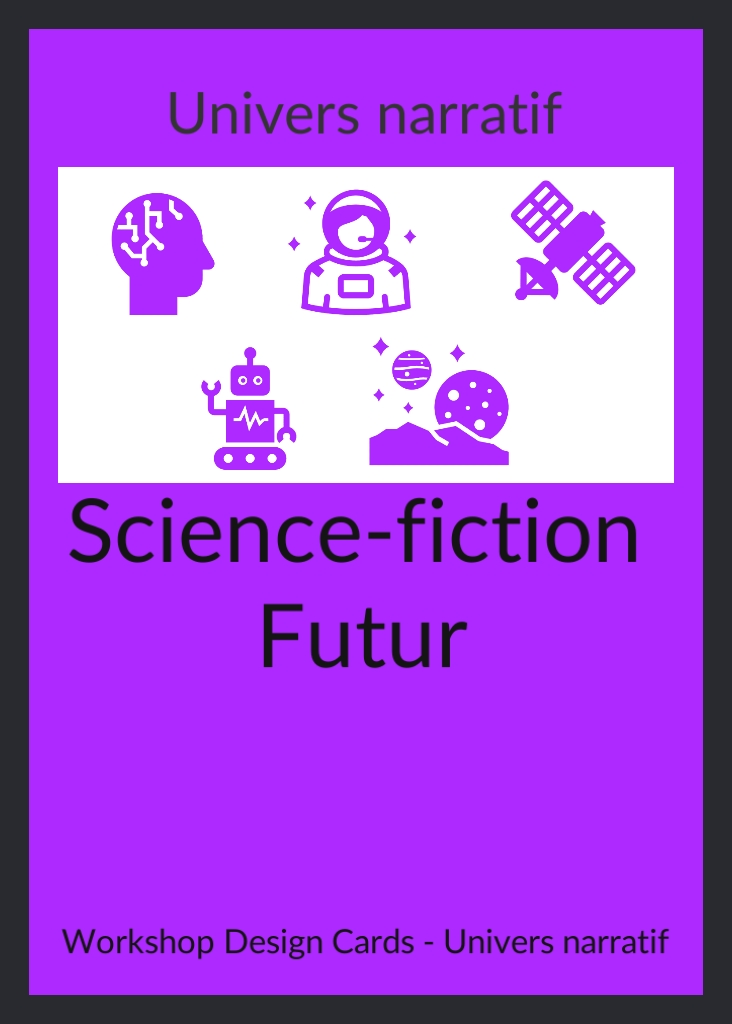 Univers narratif
Science-fiction
Futur
Workshop Design Cards - Univers narratif